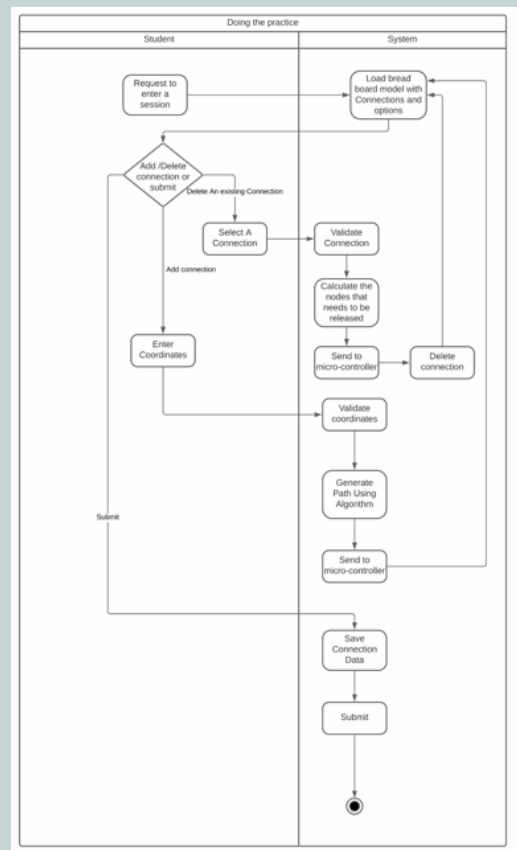 Doing the practice
Student
System
Request to
enter a
session
Load bread
board model with
Connections and
options
Add /Delete
connection or
submit
Delete An existing Connection
Select A
Connection
Validate
Connection
Add connection
Calculate the
nodes that
needs to be
released
Enter
Coordinates
Send to
micro-controller
Delete
connection
Validate
coordinates
Generate
Path Using
Algorithm
Submit
Send to
micro-controller
Save
Connection
Data
Submit